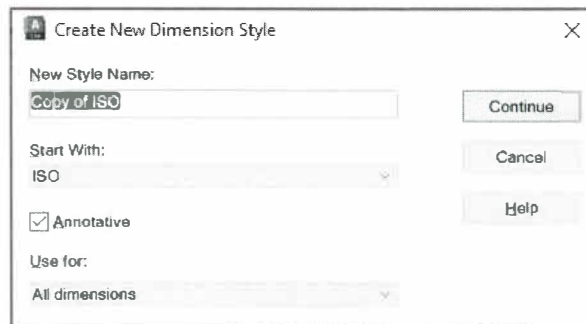 Create New Dimension Style
New Style Name:
Copy of ISO
Continue
Start With:
ISO
Cancel
Annotative
Help
Use for:
All dimensions